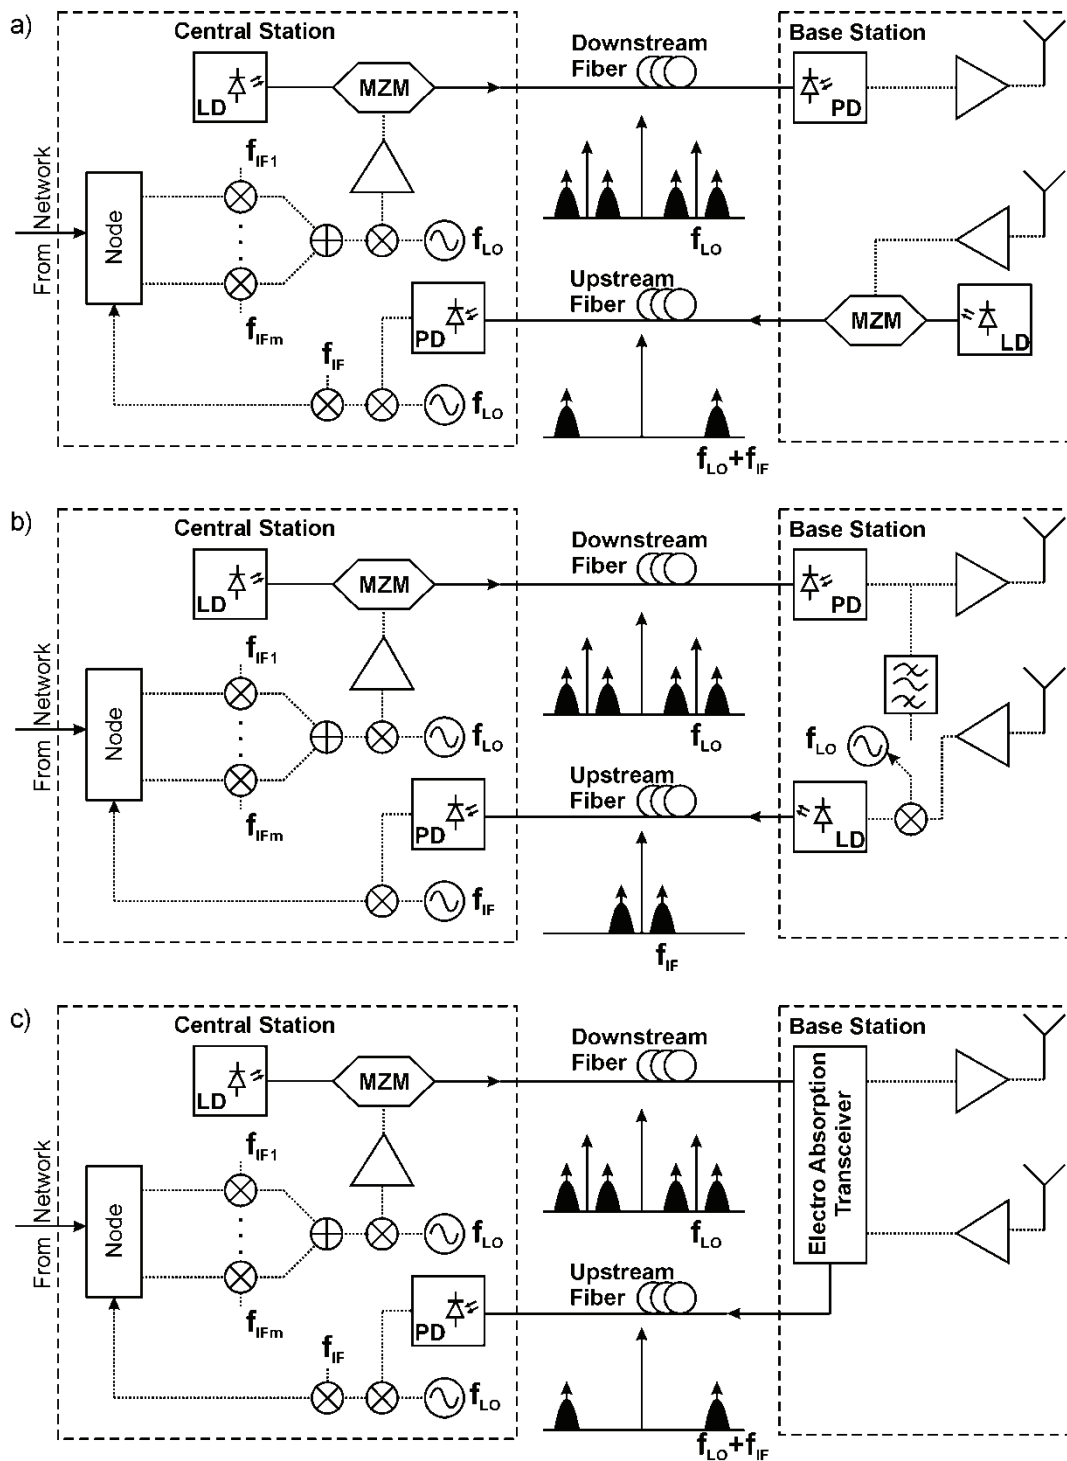 a)
Central Station
Downstream
Fiber
Base Station
LD
MZM
PD
From Network
Node
fIF1
fLO
fLO
fIFm
PD
Upstream
Fiber
MZM
LD
fIF
fLO
fLO+fIF
b)
Central Station
Downstream
Fiber
Base Station
LD
MZM
PD
From Network
Node
fIF1
fLO
fLO
fLO
fIFm
PD
Upstream
Fiber
LD
fIF
fIF
c)
Central Station
Downstream
Fiber
Base Station
LD
MZM
Electro Absorption
Transceiver
From Network
Node
fIF1
fLO
fLO
fIFm
PD
Upstream
Fiber
fIF
fLO
fLO+fIF